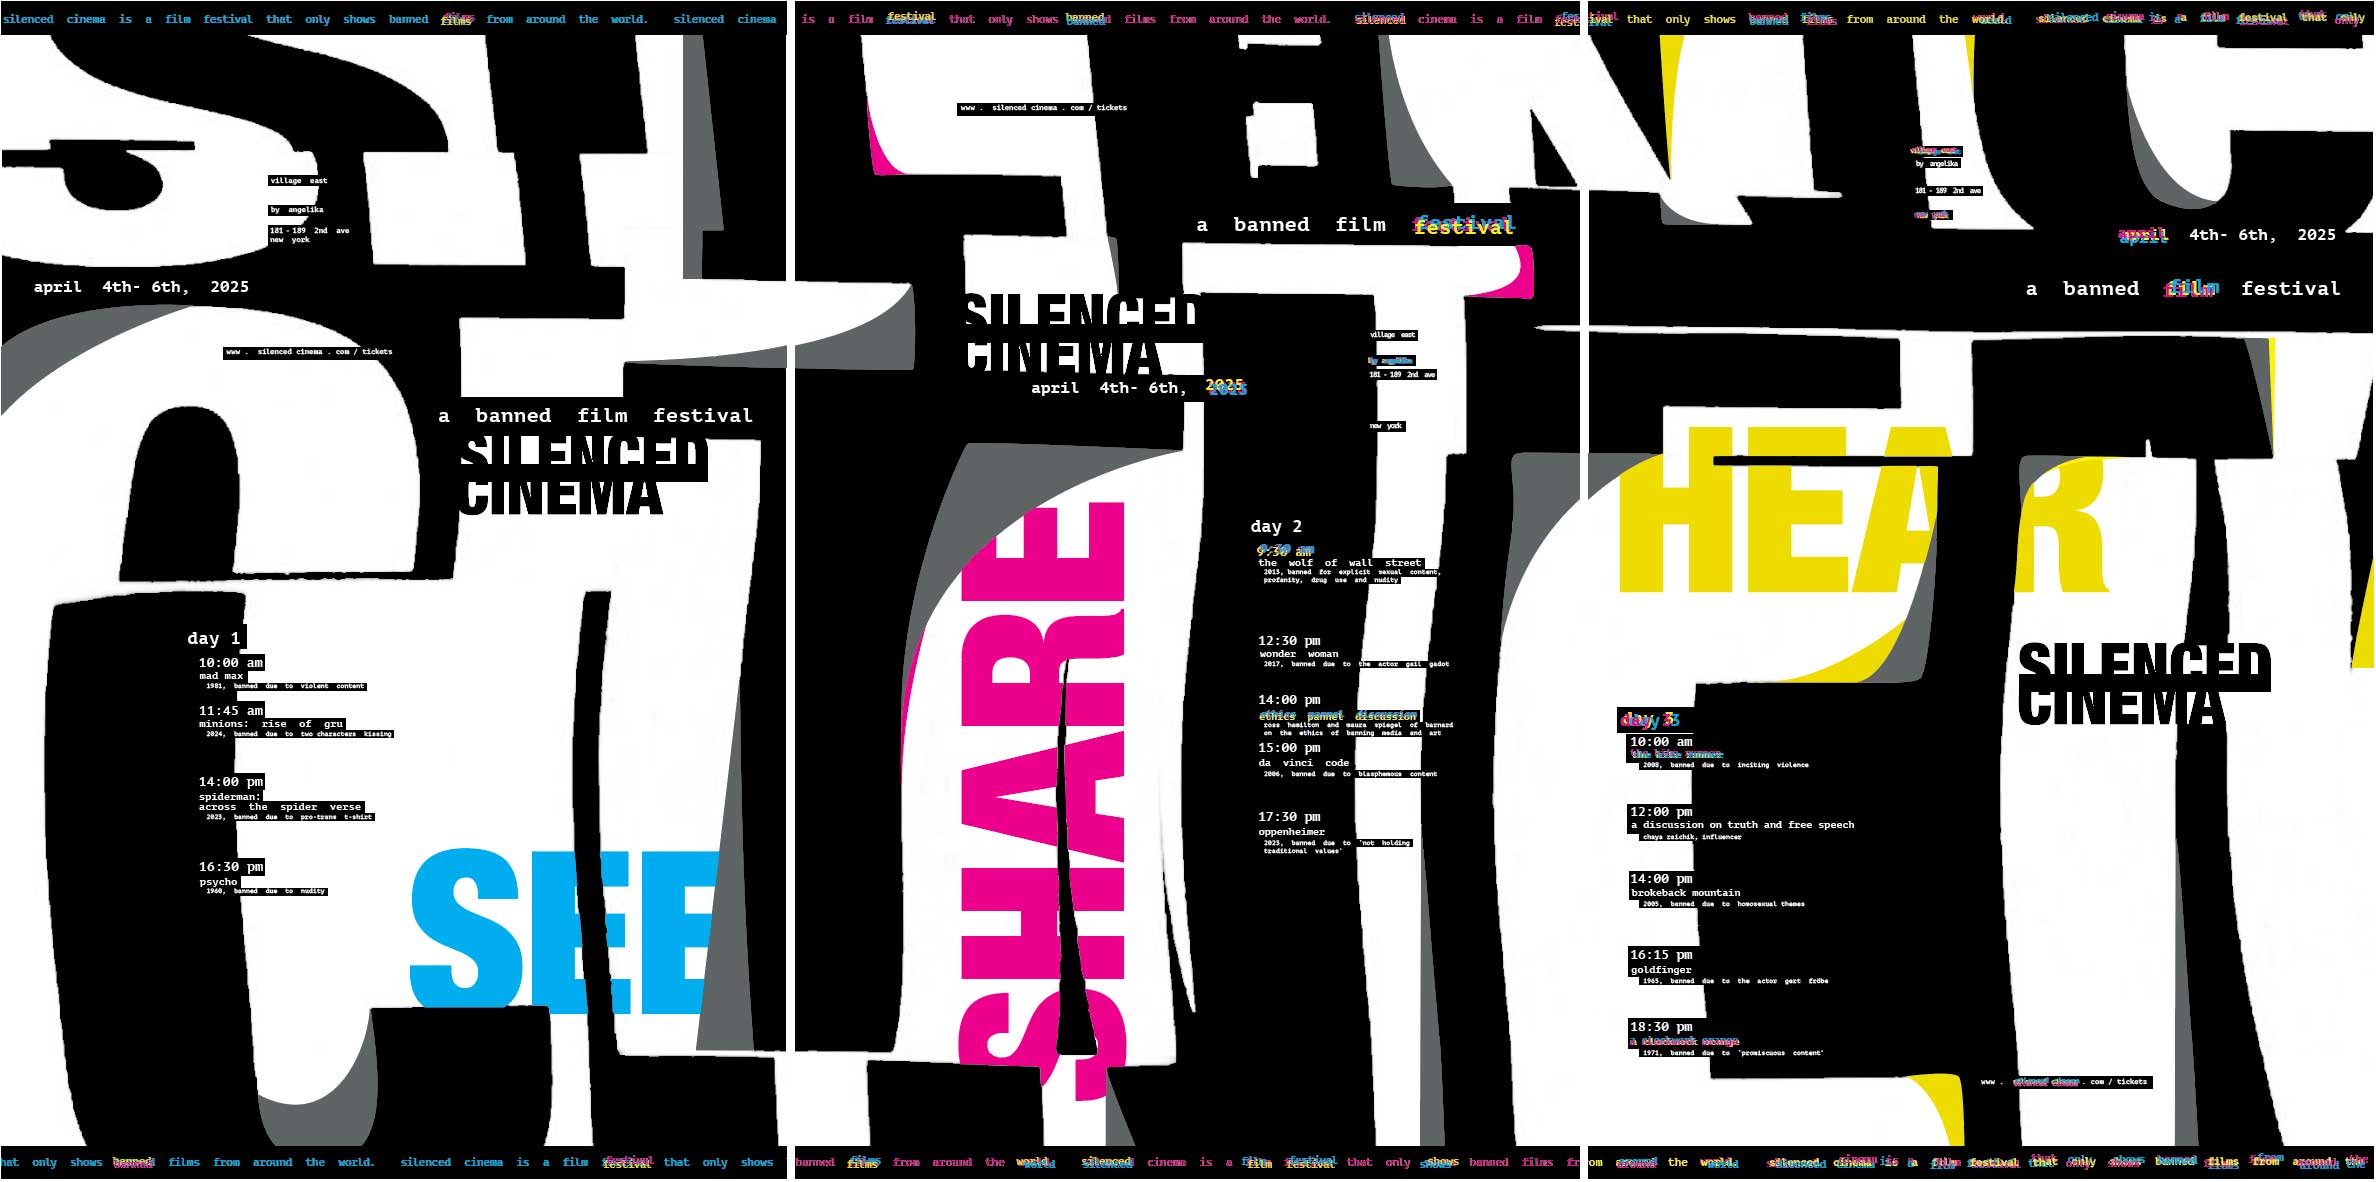 silenced cinema is a film festival that only shows banned films from around the world. silenced cinema
village east
by angelika
181 - 189 2nd ave
new york
april 4th- 6th, 2025
www . silenced cinema . com / tickets
a banned film festival
SILENCED
CINEMA
day 1
10:00 am
mad max
1981, banned due to violent content
11:45 am
minions: rise of gru
2024, banned due to two characters kissing
14:00 pm
spiderman:
across the spider verse
2023, banned due to pro-trans t-shirt
16:30 pm
psycho
1960, banned due to nudity
SEE
hat only shows banned films from around the world. silenced cinema is a film festival that only shows
is a film festival that only shows banned films from around the world. silenced cinema is a film festival
www . silenced cinema . com / tickets
a banned film festival
SILENCED
CINEMA
april 4th- 6th, 2025
village east
by angelika
181 - 189 2nd ave
new york
SHARE
day 2
9:30 am
the wolf of wall street
2013, banned for explicit sexual content,
profanity, drug use and nudity
12:30 pm
wonder woman
2017, banned due to the actor gail gadot
14:00 pm
ethics pannel discussion
ross hamilton and maura spiegel of barnard
on the ethics of banning media and art
15:00 pm
da vinci code
2006, banned due to blasphemous content
17:30 pm
oppenheimer
2023, banned due to 'not holding
traditional values'
banned films from around the world. silenced cinema is a film festival that only shows banned films fr
ival that only shows banned films from around the world. silenced cinema is a film festival that only
village east
by angelika
181 - 189 2nd ave
new york
april 4th- 6th, 2025
a banned film festival
HEAR
SILENCED
CINEMA
day 3
10:00 am
the kite runner
2008, banned due to inciting violence
12:00 pm
a discussion on truth and free speech
chaya raichik, influencer
14:00 pm
brokeback mountain
2005, banned due to homosexual themes
16:15 pm
goldfinger
1965, banned due to the actor gert fröbe
18:30 pm
a clockwork orange
1971, banned due to 'promiscuous content'
www . silenced cinema . com / tickets
om around the world. silenced cinema is a film festival that only shows banned films from around the